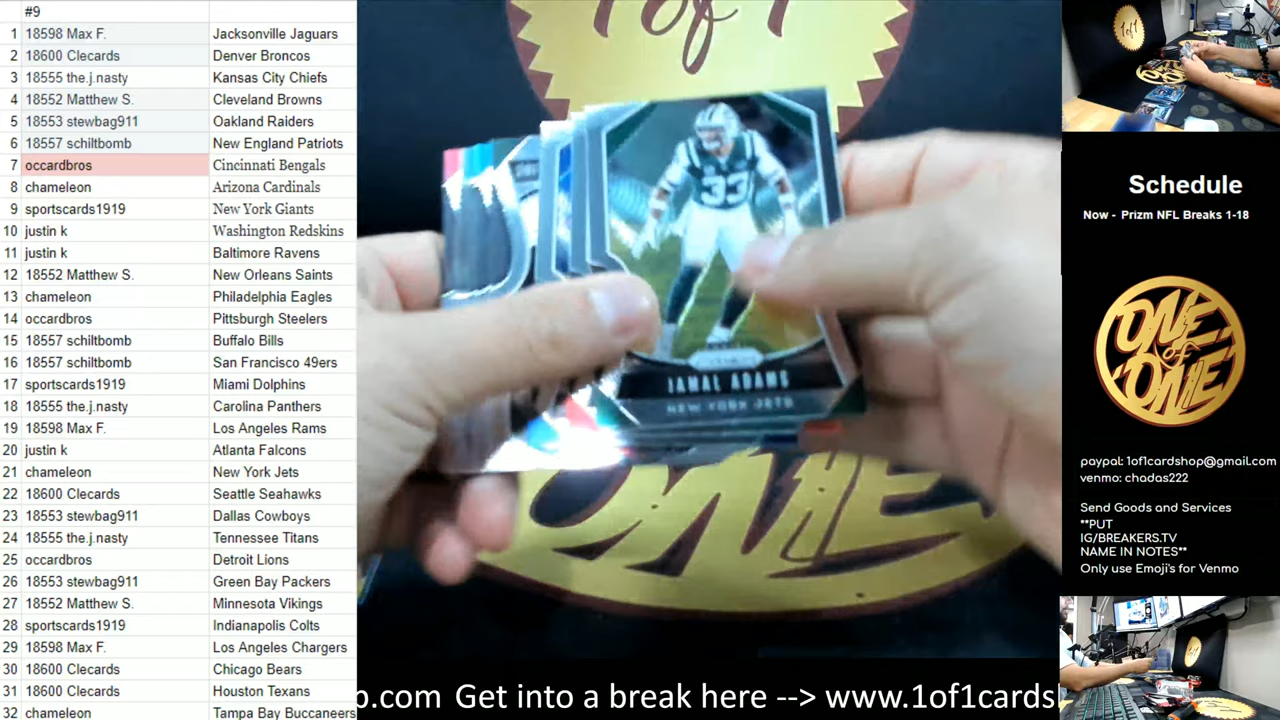 #9
1 18598 Max F. Jacksonville Jaguars
2 18600 Clecards Denver Broncos
3 18555 the.j.nasty Kansas City Chiefs
4 18552 Matthew S. Cleveland Browns
5 18553 stewbag911 Oakland Raiders
6 18557 schiltbomb New England Patriots
7 occardbros Cincinnati Bengals
8 chameleon Arizona Cardinals
9 sportscards1919 New York Giants
10 justin k Washington Redskins
11 justin k Baltimore Ravens
12 18552 Matthew S. New Orleans Saints
13 chameleon Philadelphia Eagles
14 occardbros Pittsburgh Steelers
15 18557 schiltbomb Buffalo Bills
16 18557 schiltbomb San Francisco 49ers
17 sportscards1919 Miami Dolphins
18 18555 the.j.nasty Carolina Panthers
19 18598 Max F. Los Angeles Rams
20 justin k Atlanta Falcons
21 chameleon New York Jets
22 18600 Clecards Seattle Seahawks
23 18553 stewbag911 Dallas Cowboys
24 18555 the.j.nasty Tennessee Titans
25 occardbros Detroit Lions
26 18553 stewbag911 Green Bay Packers
27 18552 Matthew S. Minnesota Vikings
28 sportscards1919 Indianapolis Colts
29 18598 Max F. Los Angeles Chargers
30 18600 Clecards Chicago Bears
31 18600 Clecards Houston Texans
32 chameleon Tampa Bay Buccaneers
1of1
33
JAMAL ADAMS
NEW YORK JETS
ONE
p.com Get into a break here --> www.1of1cards
1of1
Schedule
Now - Prizm NFL Breaks 1-18
ONE
of
ONE
paypal: 1of1cardshop@gmail.com
venmo: chadas222
Send Goods and Services
**PUT
IG/BREAKERS.TV
NAME IN NOTES**
Only use Emoji's for Venmo